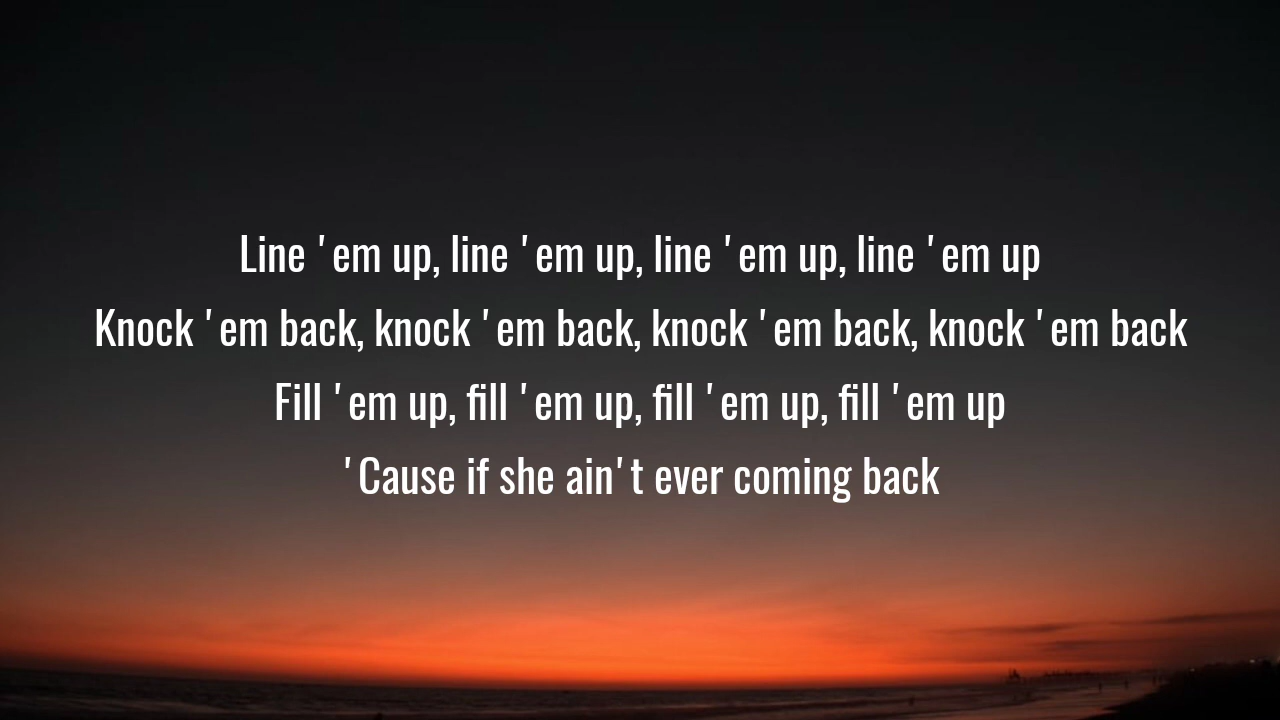 Line 'em up, line 'em up, line 'em up, line 'em up
Knock 'em back, knock 'em back, knock 'em back, knock 'em back
Fill 'em up, fill 'em up, fill 'em up, fill 'em up
'Cause if she ain't ever coming back